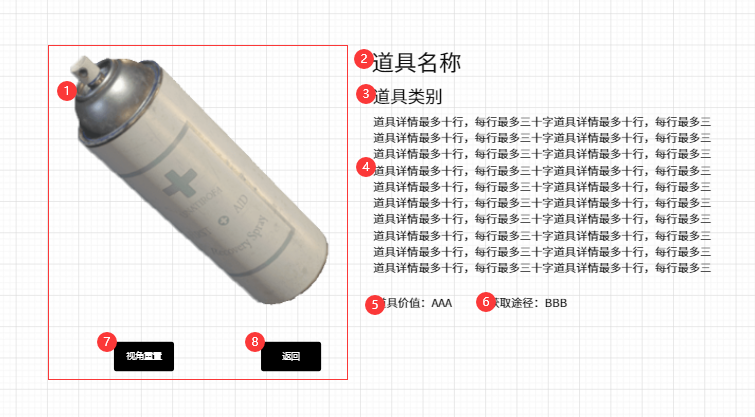 1
AID
Spray
7
视角重置
8
返回
2
道具名称
3
道具类别
道具详情最多十行，每行最多三十字道具详情最多十行，每行最多三
道具详情最多十行，每行最多三十字道具详情最多十行，每行最多三
道具详情最多十行，每行最多三十字道具详情最多十行，每行最多三
4
道具详情最多十行，每行最多三十字道具详情最多十行，每行最多三
道具详情最多十行，每行最多三十字道具详情最多十行，每行最多三
道具详情最多十行，每行最多三十字道具详情最多十行，每行最多三
道具详情最多十行，每行最多三十字道具详情最多十行，每行最多三
道具详情最多十行，每行最多三十字道具详情最多十行，每行最多三
道具详情最多十行，每行最多三十字道具详情最多十行，每行最多三
道具详情最多十行，每行最多三十字道具详情最多十行，每行最多三
5
道具价值：AAA
6
获取途径：BBB